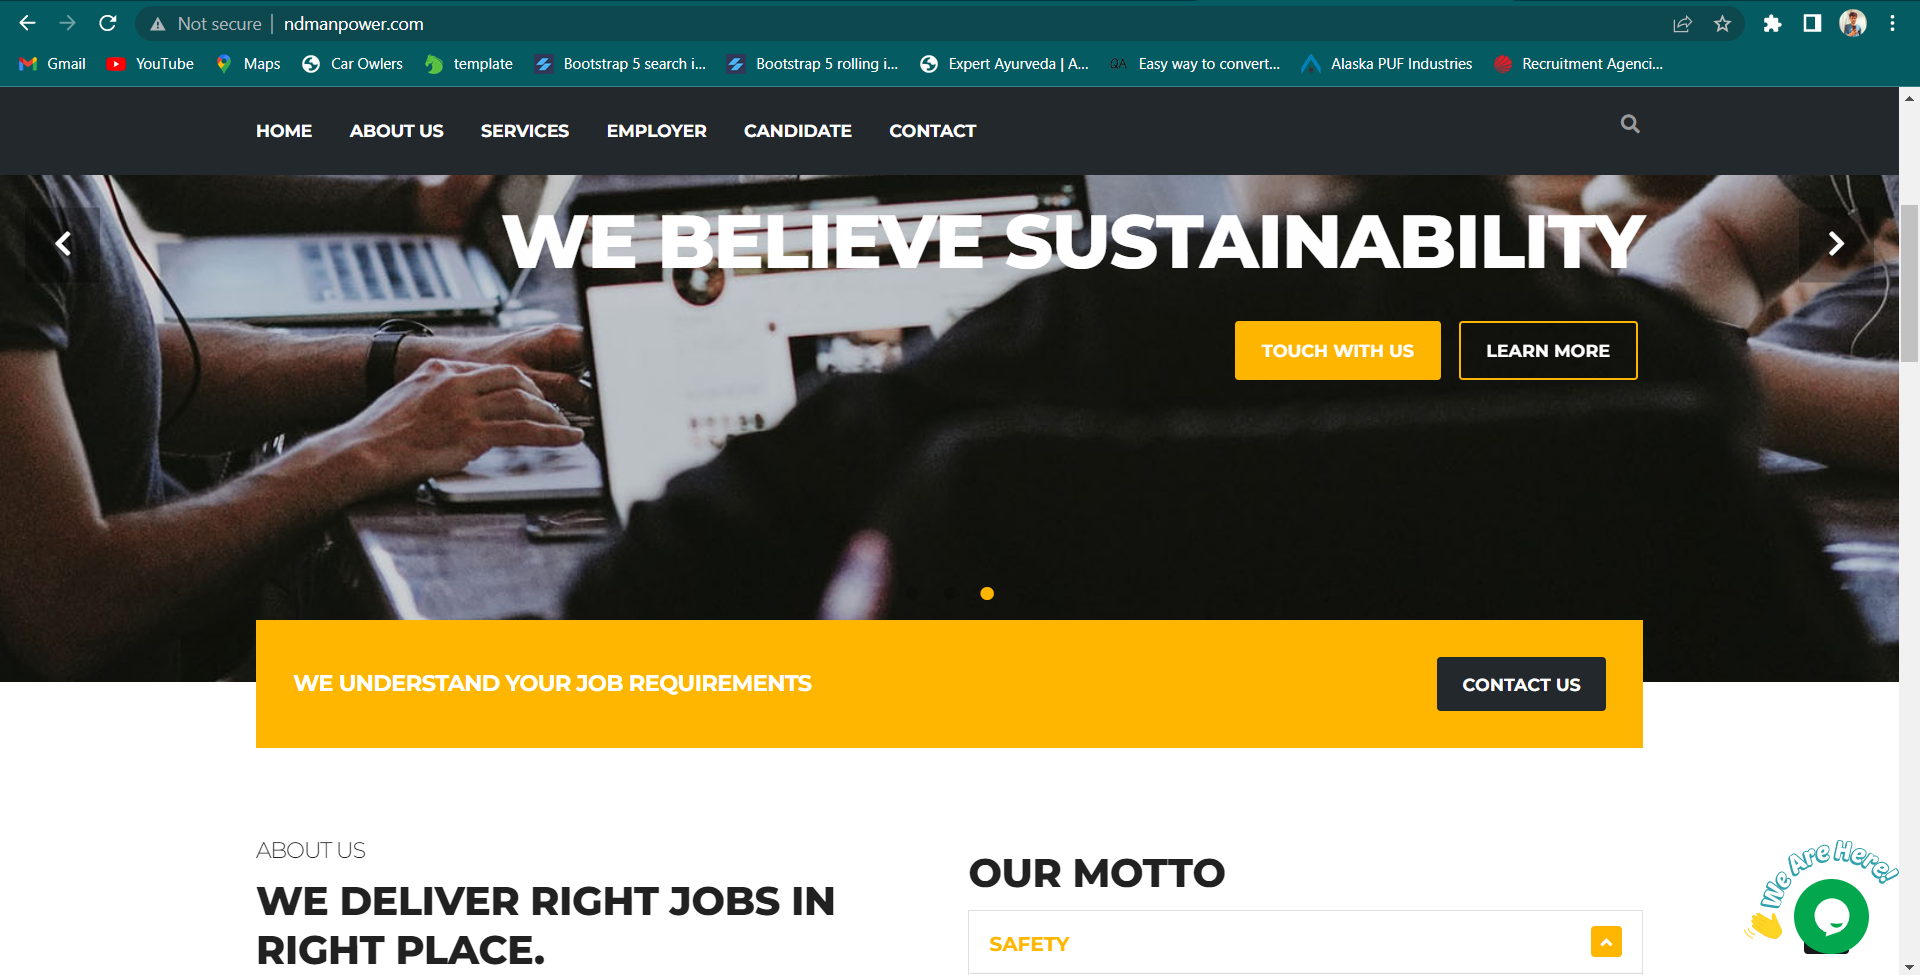 Not secure | ndmanpower.com
Gmail YouTube Maps Car Owlers template Bootstrap 5 search i... Bootstrap 5 rolling i... Expert Ayurveda | A... QA Easy way to convert... Alaska PUF Industries Recruitment Agenci...
HOME ABOUT US SERVICES EMPLOYER CANDIDATE CONTACT
WE BELIEVE SUSTAINABILITY
TOUCH WITH US LEARN MORE
WE UNDERSTAND YOUR JOB REQUIREMENTS
CONTACT US
ABOUT US
WE DELIVER RIGHT JOBS IN
RIGHT PLACE.
OUR MOTTO
SAFETY
We Are Here!